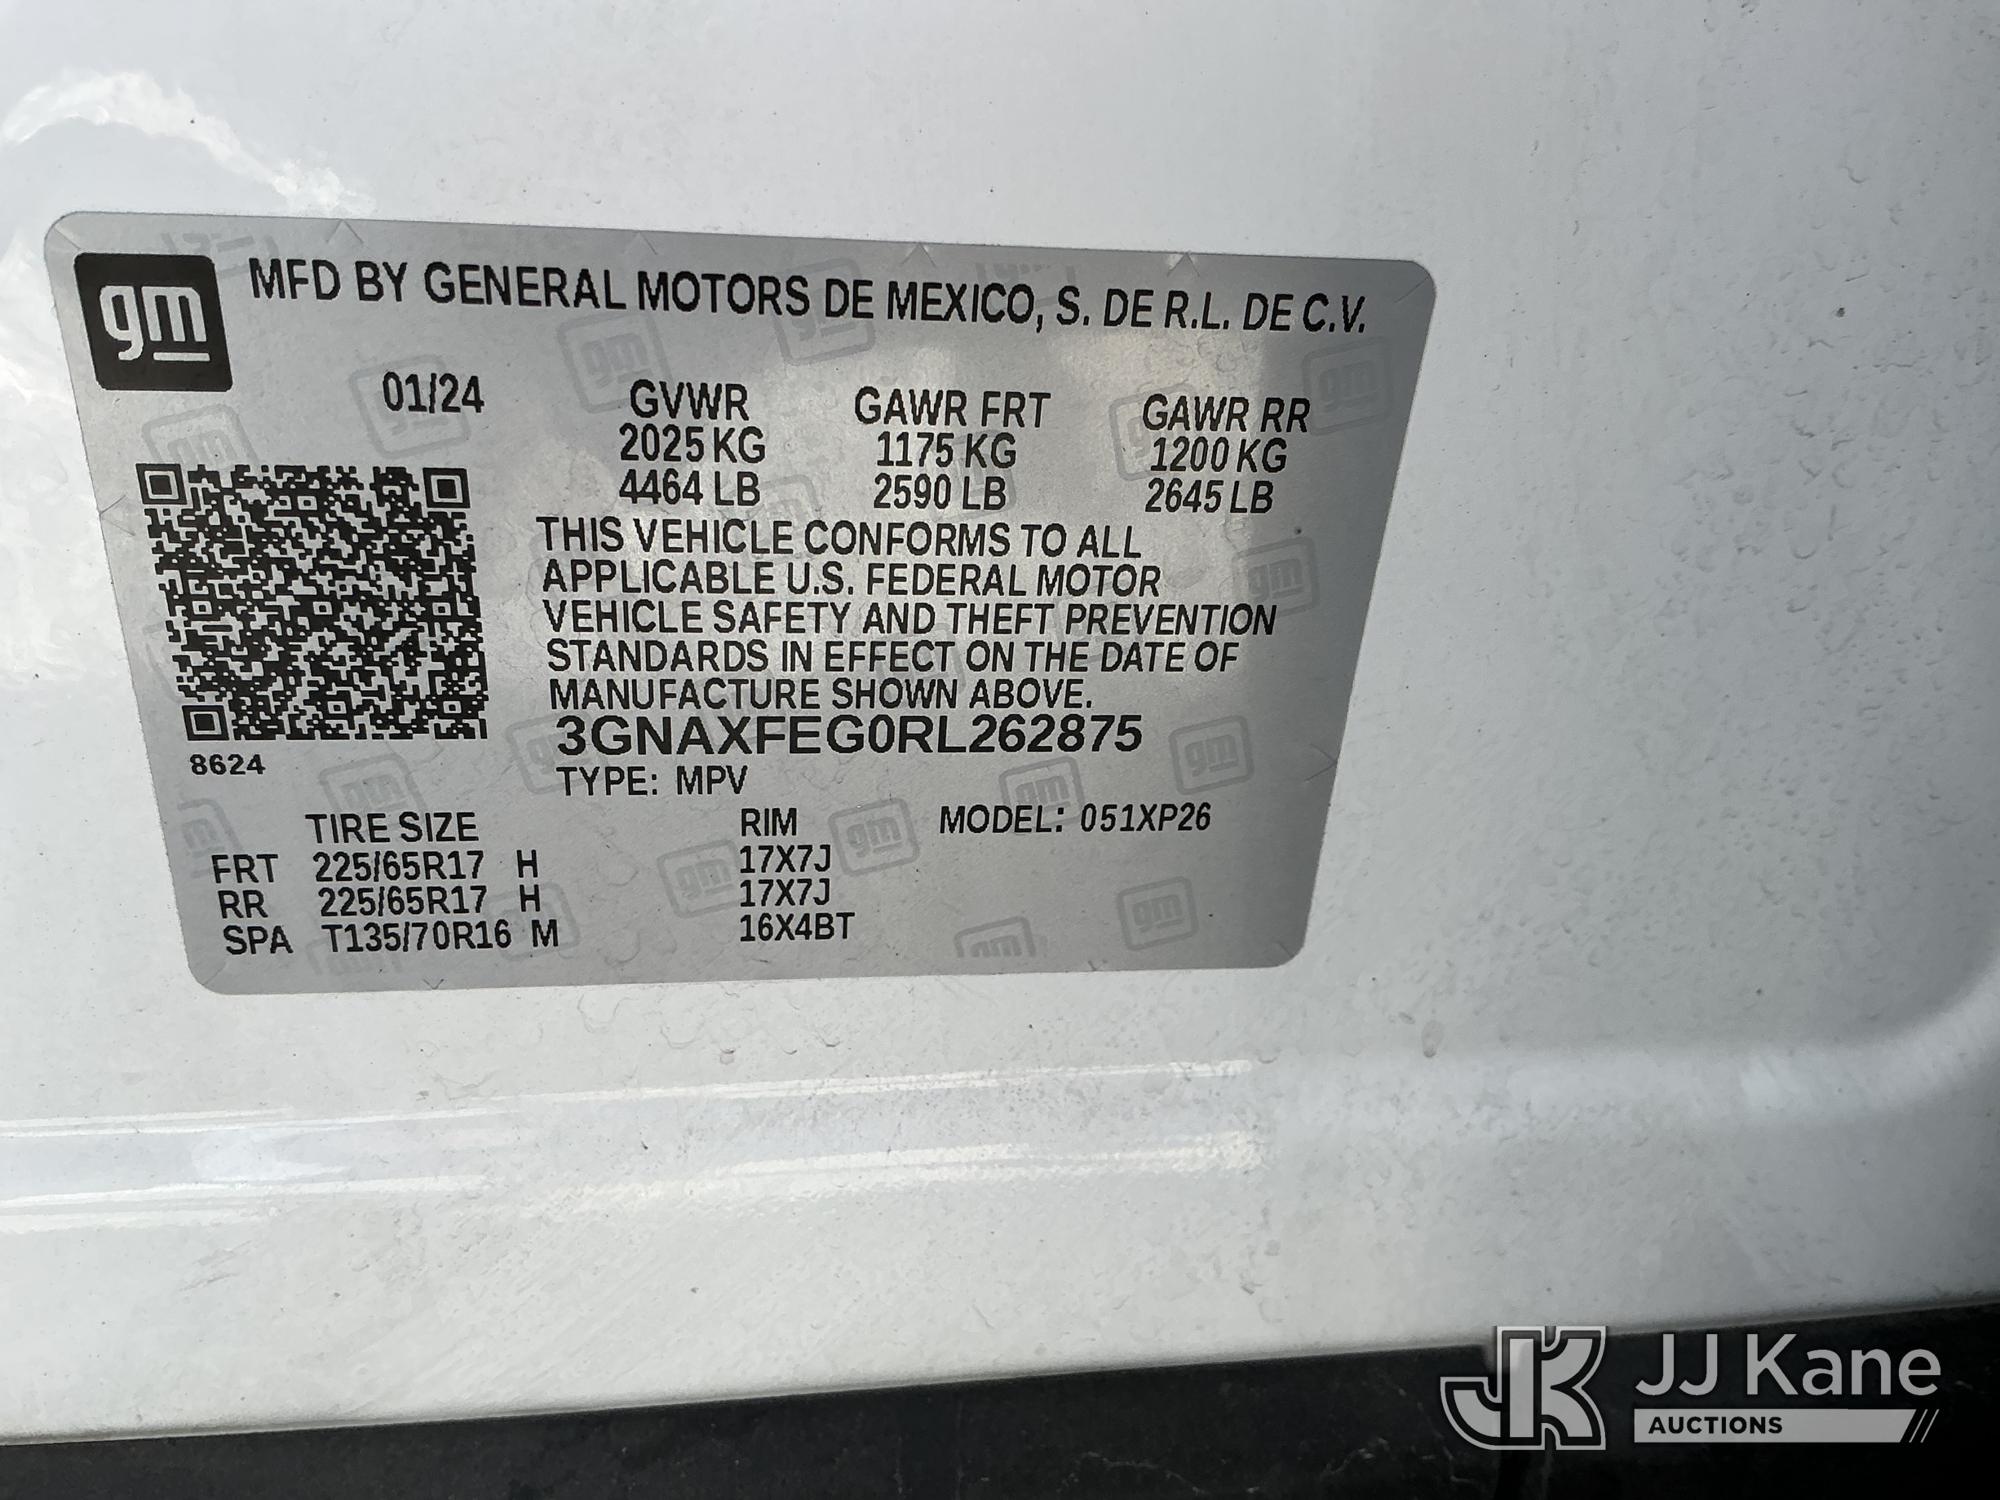 gm
MFD BY GENERAL MOTORS DE MEXICO, S. DE R.L. DE C.V.
01/24 GVWR GAWR FRT GAWR RR
2025 KG 1175 KG 1200 KG
4464 LB 2590 LB 2645 LB
THIS VEHICLE CONFORMS TO ALL
APPLICABLE U.S. FEDERAL MOTOR
VEHICLE SAFETY AND THEFT PREVENTION
STANDARDS IN EFFECT ON THE DATE OF
MANUFACTURE SHOWN ABOVE.
3GNAXFEG0RL262875
8624
TYPE: MPV
TIRE SIZE RIM MODEL: 051XP26
FRT 225/65R17 H 17X7J
RR 225/65R17 H 17X7J
SPA T135/70R16 M 16X4BT
JK JJ Kane
AUCTIONS